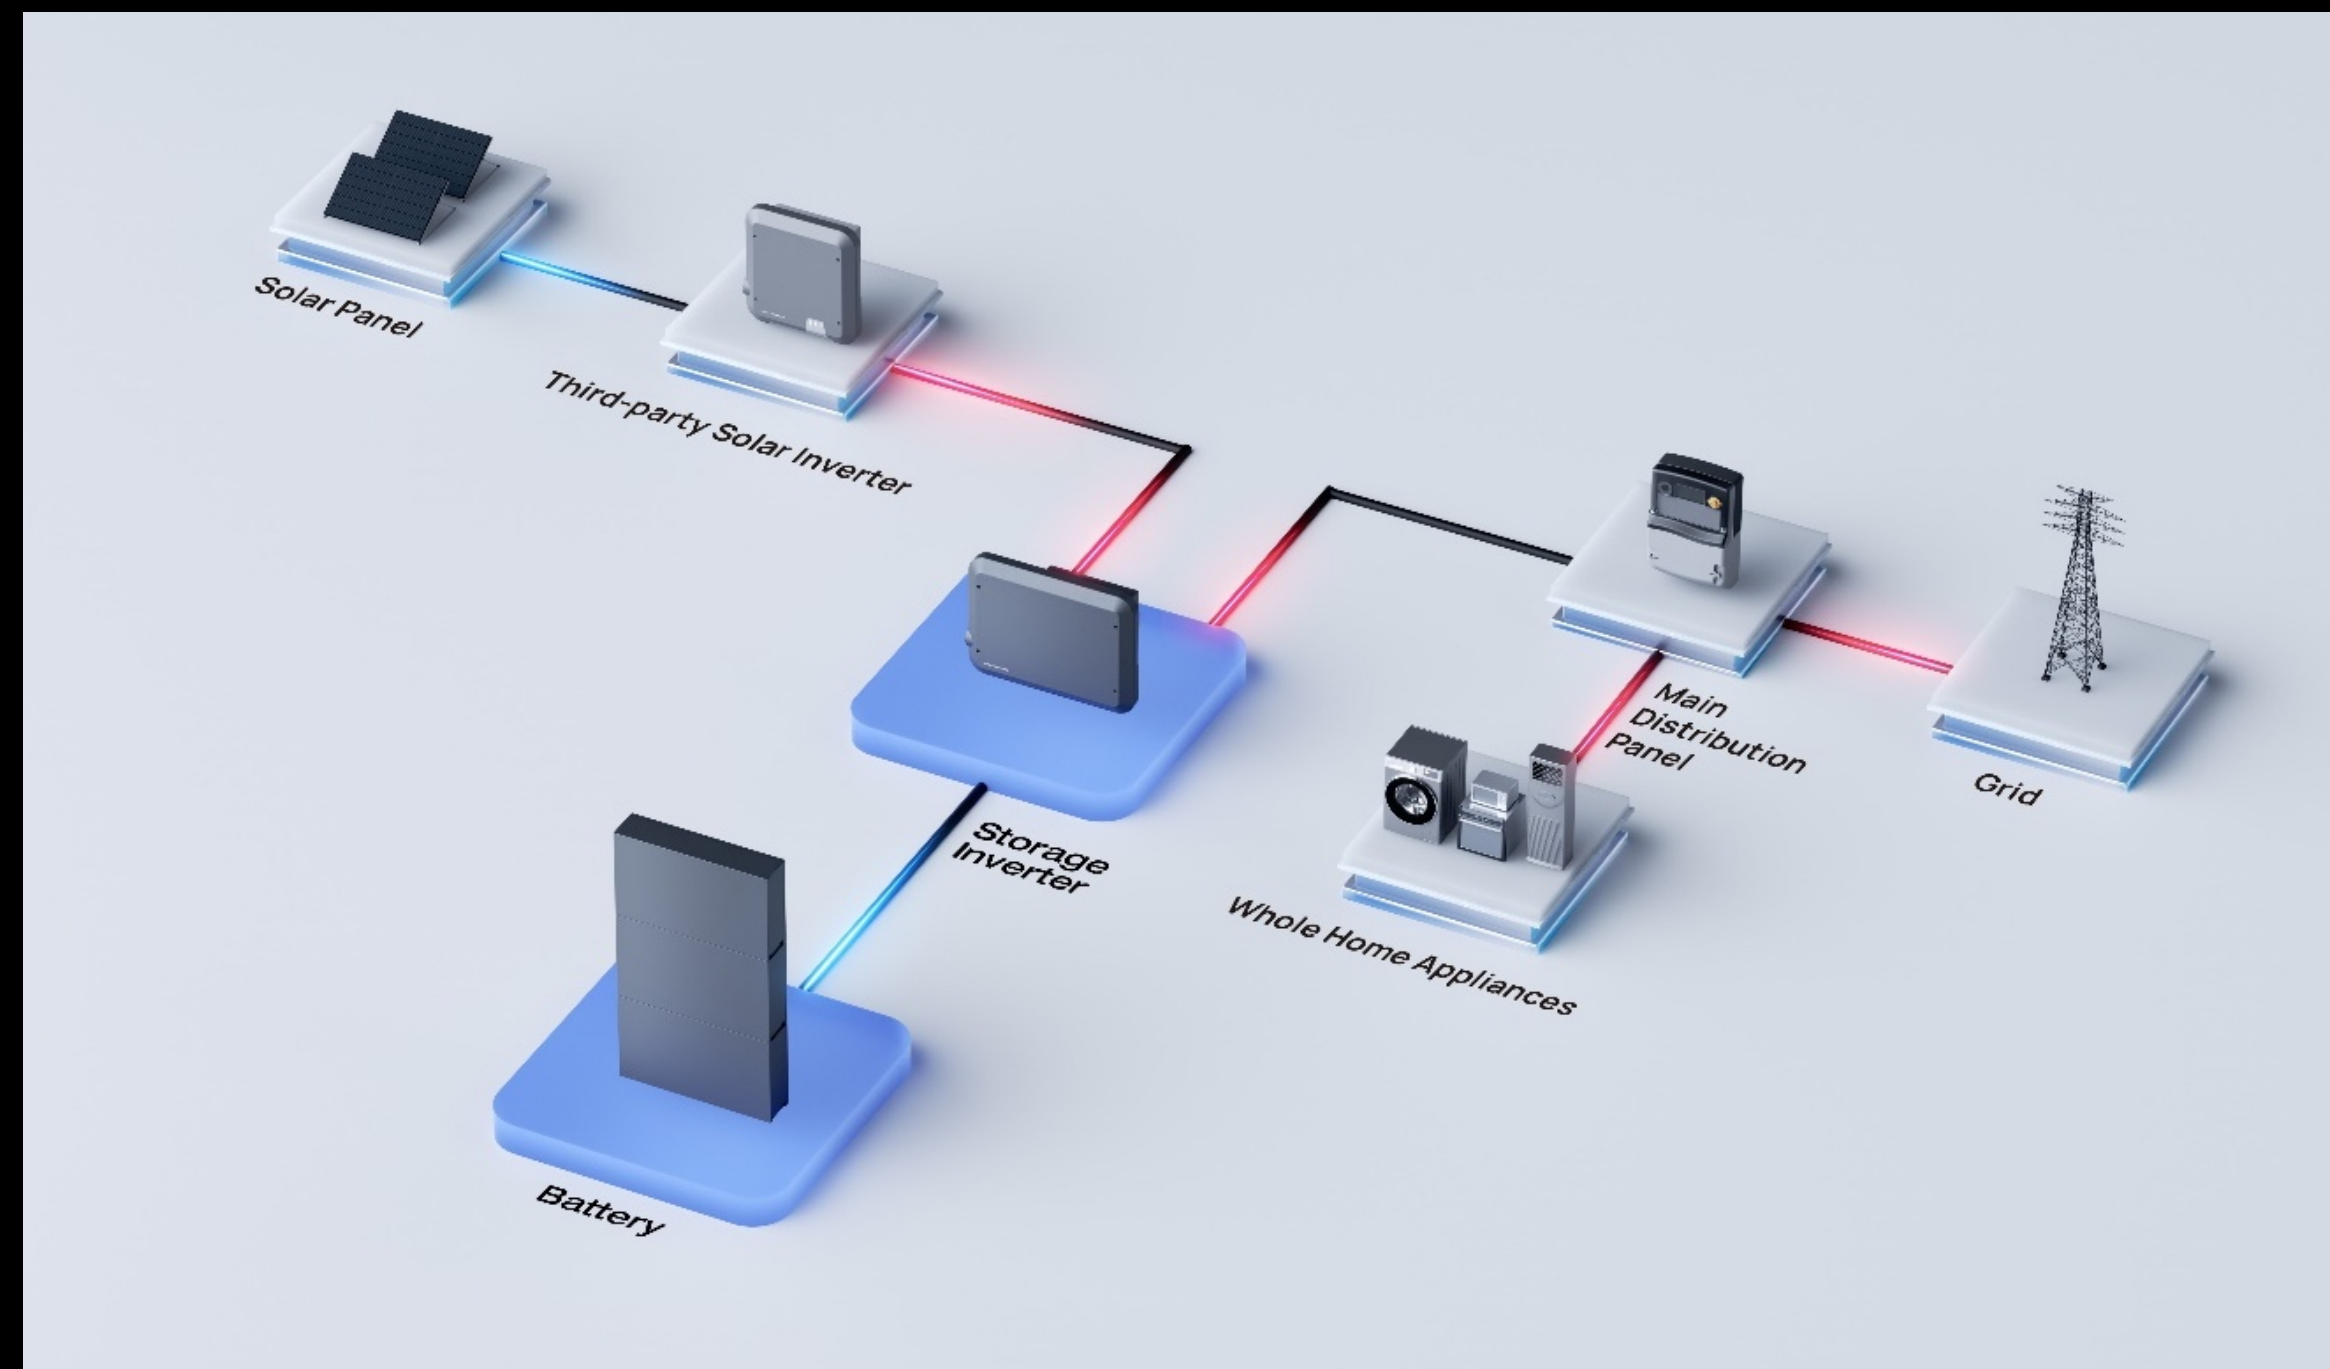 Solar Panel
Third-party Solar Inverter
Main
Distribution
Panel
Grid
Storage
Inverter
Whole Home Appliances
Battery